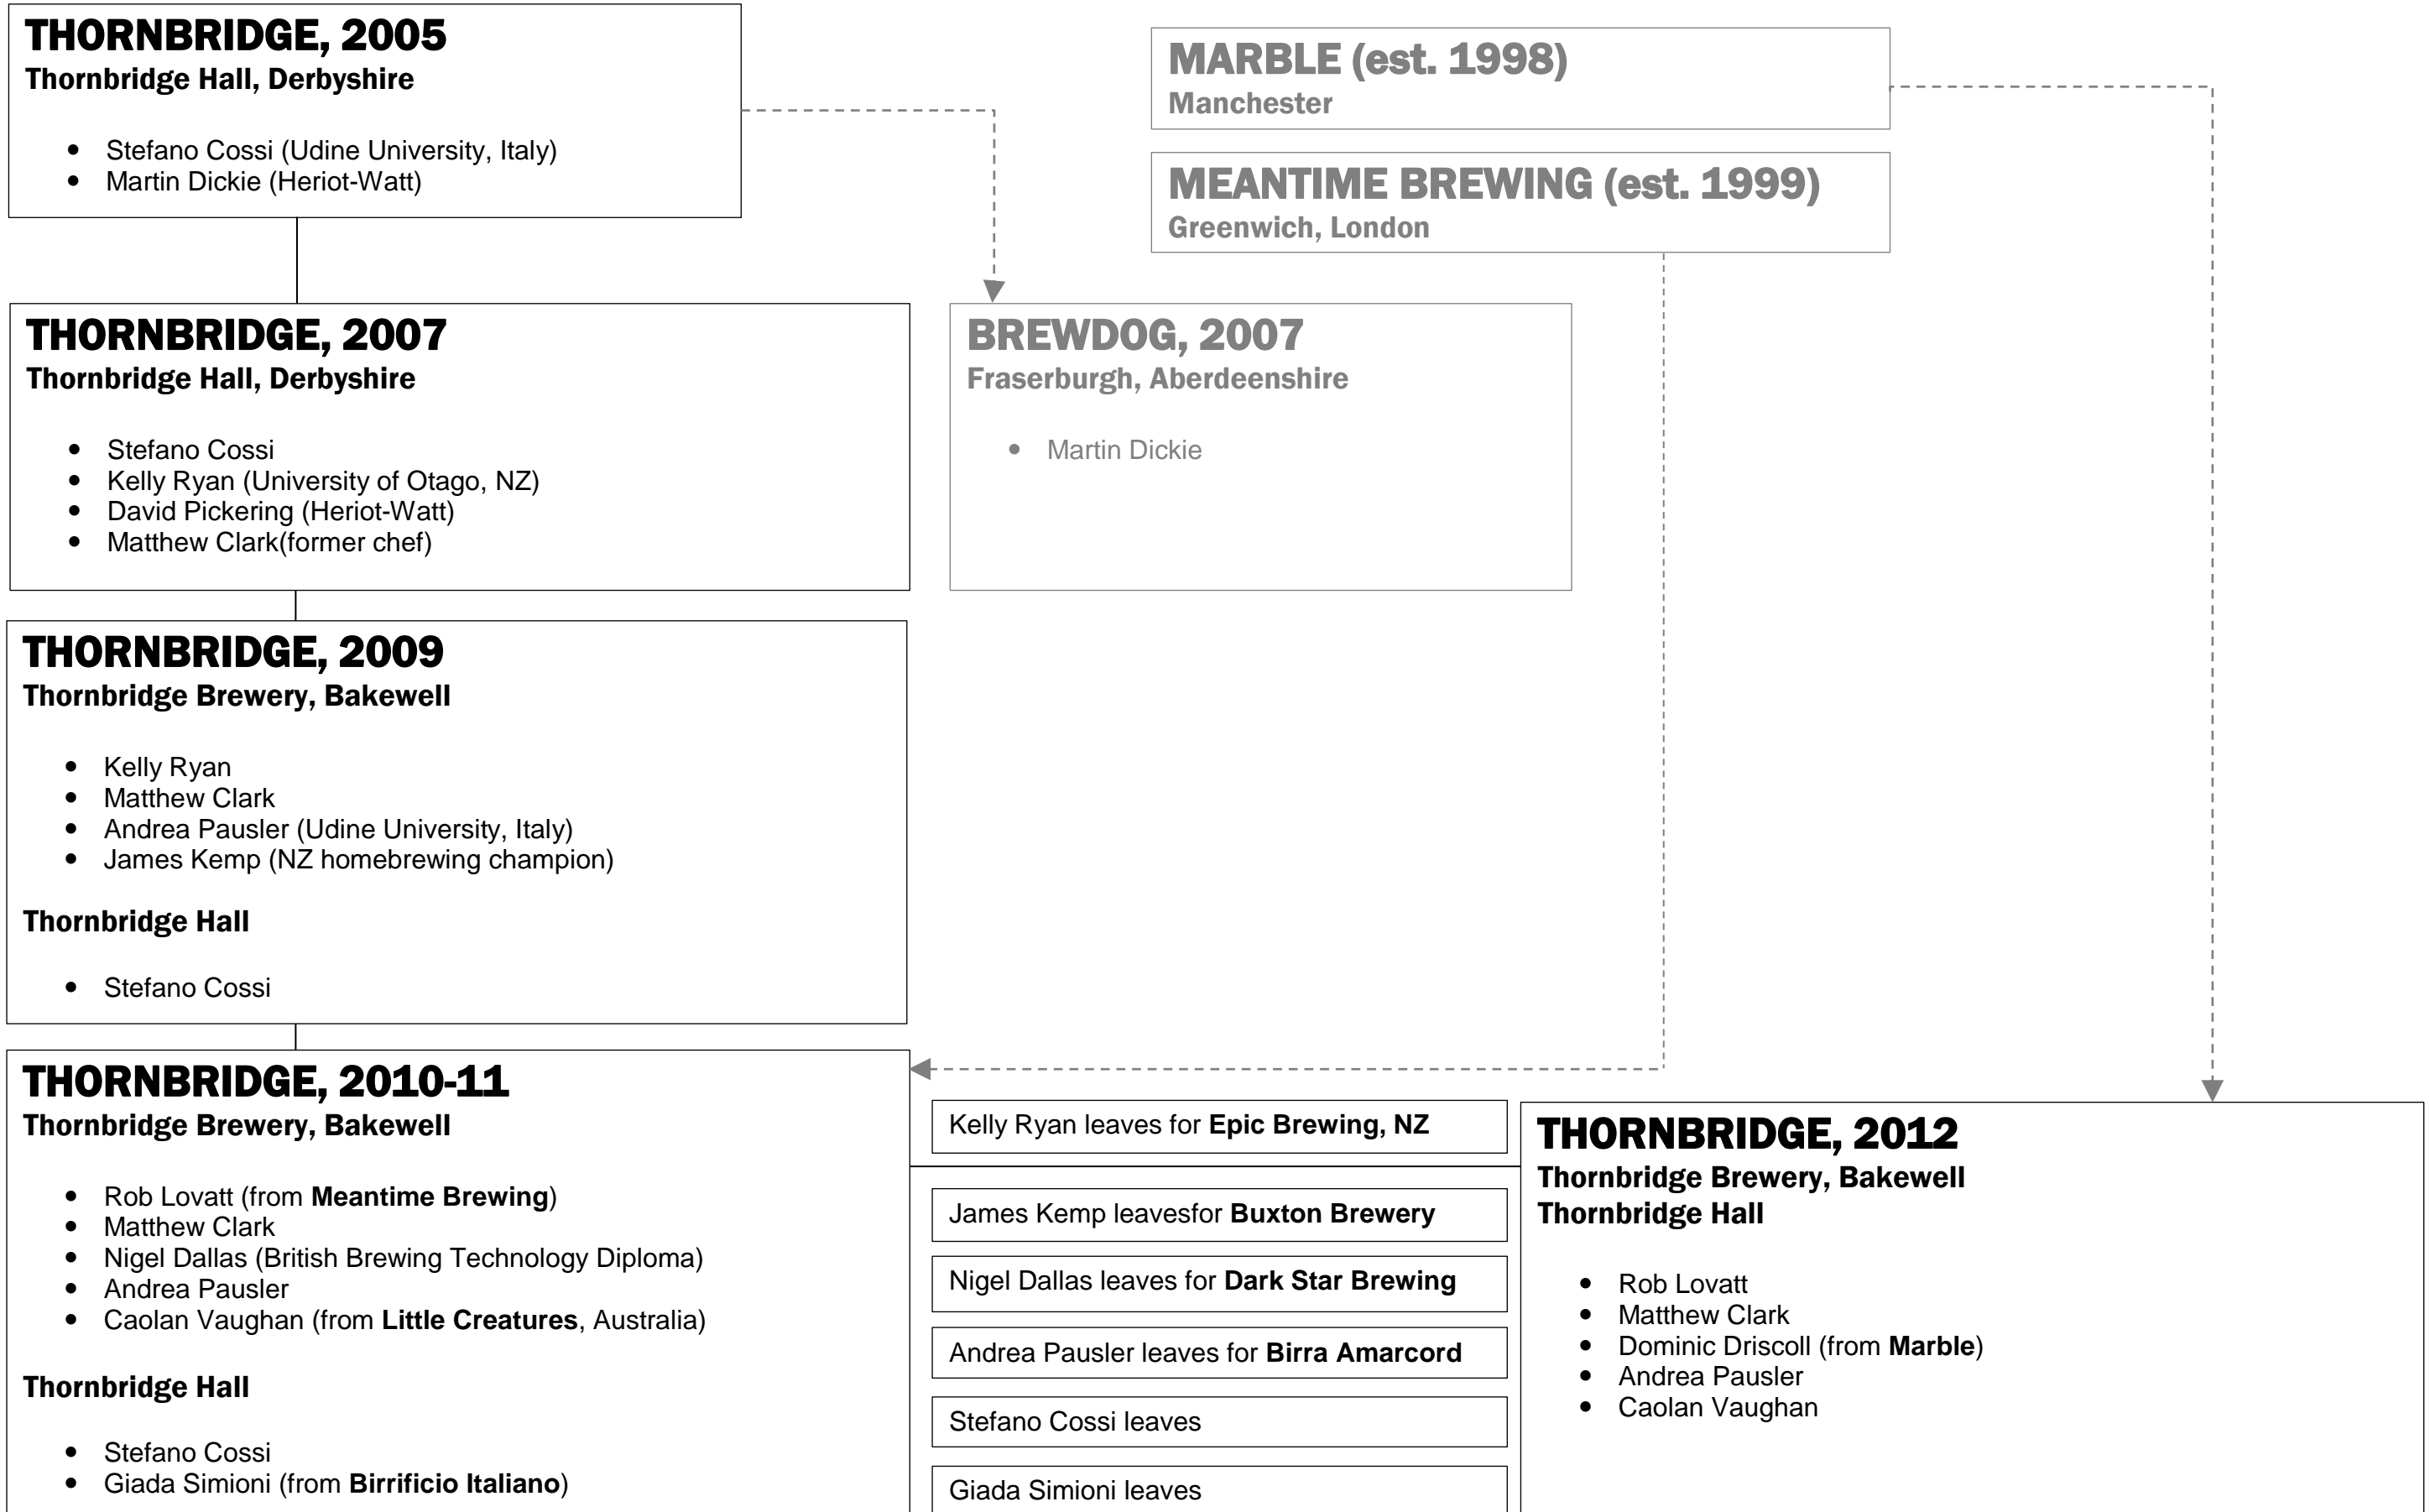 THORNBRIDGE, 2005
Thornbridge Hall, Derbyshire
• Stefano Cossi (Udine University, Italy)
• Martin Dickie (Heriot-Watt)
MARBLE (est. 1998)
Manchester
MEANTIME BREWING (est. 1999)
Greenwich, London
THORNBRIDGE, 2007
Thornbridge Hall, Derbyshire
• Stefano Cossi
• Kelly Ryan (University of Otago, NZ)
• David Pickering (Heriot-Watt)
• Matthew Clark(former chef)
BREWDOG, 2007
Fraserburgh, Aberdeenshire
• Martin Dickie
THORNBRIDGE, 2009
Thornbridge Brewery, Bakewell
• Kelly Ryan
• Matthew Clark
• Andrea Pausler (Udine University, Italy)
• James Kemp (NZ homebrewing champion)
Thornbridge Hall
• Stefano Cossi
THORNBRIDGE, 2010-11
Thornbridge Brewery, Bakewell
• Rob Lovatt (from Meantime Brewing)
• Matthew Clark
• Nigel Dallas (British Brewing Technology Diploma)
• Andrea Pausler
• Caolan Vaughan (from Little Creatures, Australia)
Thornbridge Hall
• Stefano Cossi
• Giada Simioni (from Birrificio Italiano)
Kelly Ryan leaves for Epic Brewing, NZ
James Kemp leavesfor Buxton Brewery
Nigel Dallas leaves for Dark Star Brewing
Andrea Pausler leaves for Birra Amarcord
Stefano Cossi leaves
Giada Simioni leaves
THORNBRIDGE, 2012
Thornbridge Brewery, Bakewell
Thornbridge Hall
• Rob Lovatt
• Matthew Clark
• Dominic Driscoll (from Marble)
• Andrea Pausler
• Caolan Vaughan